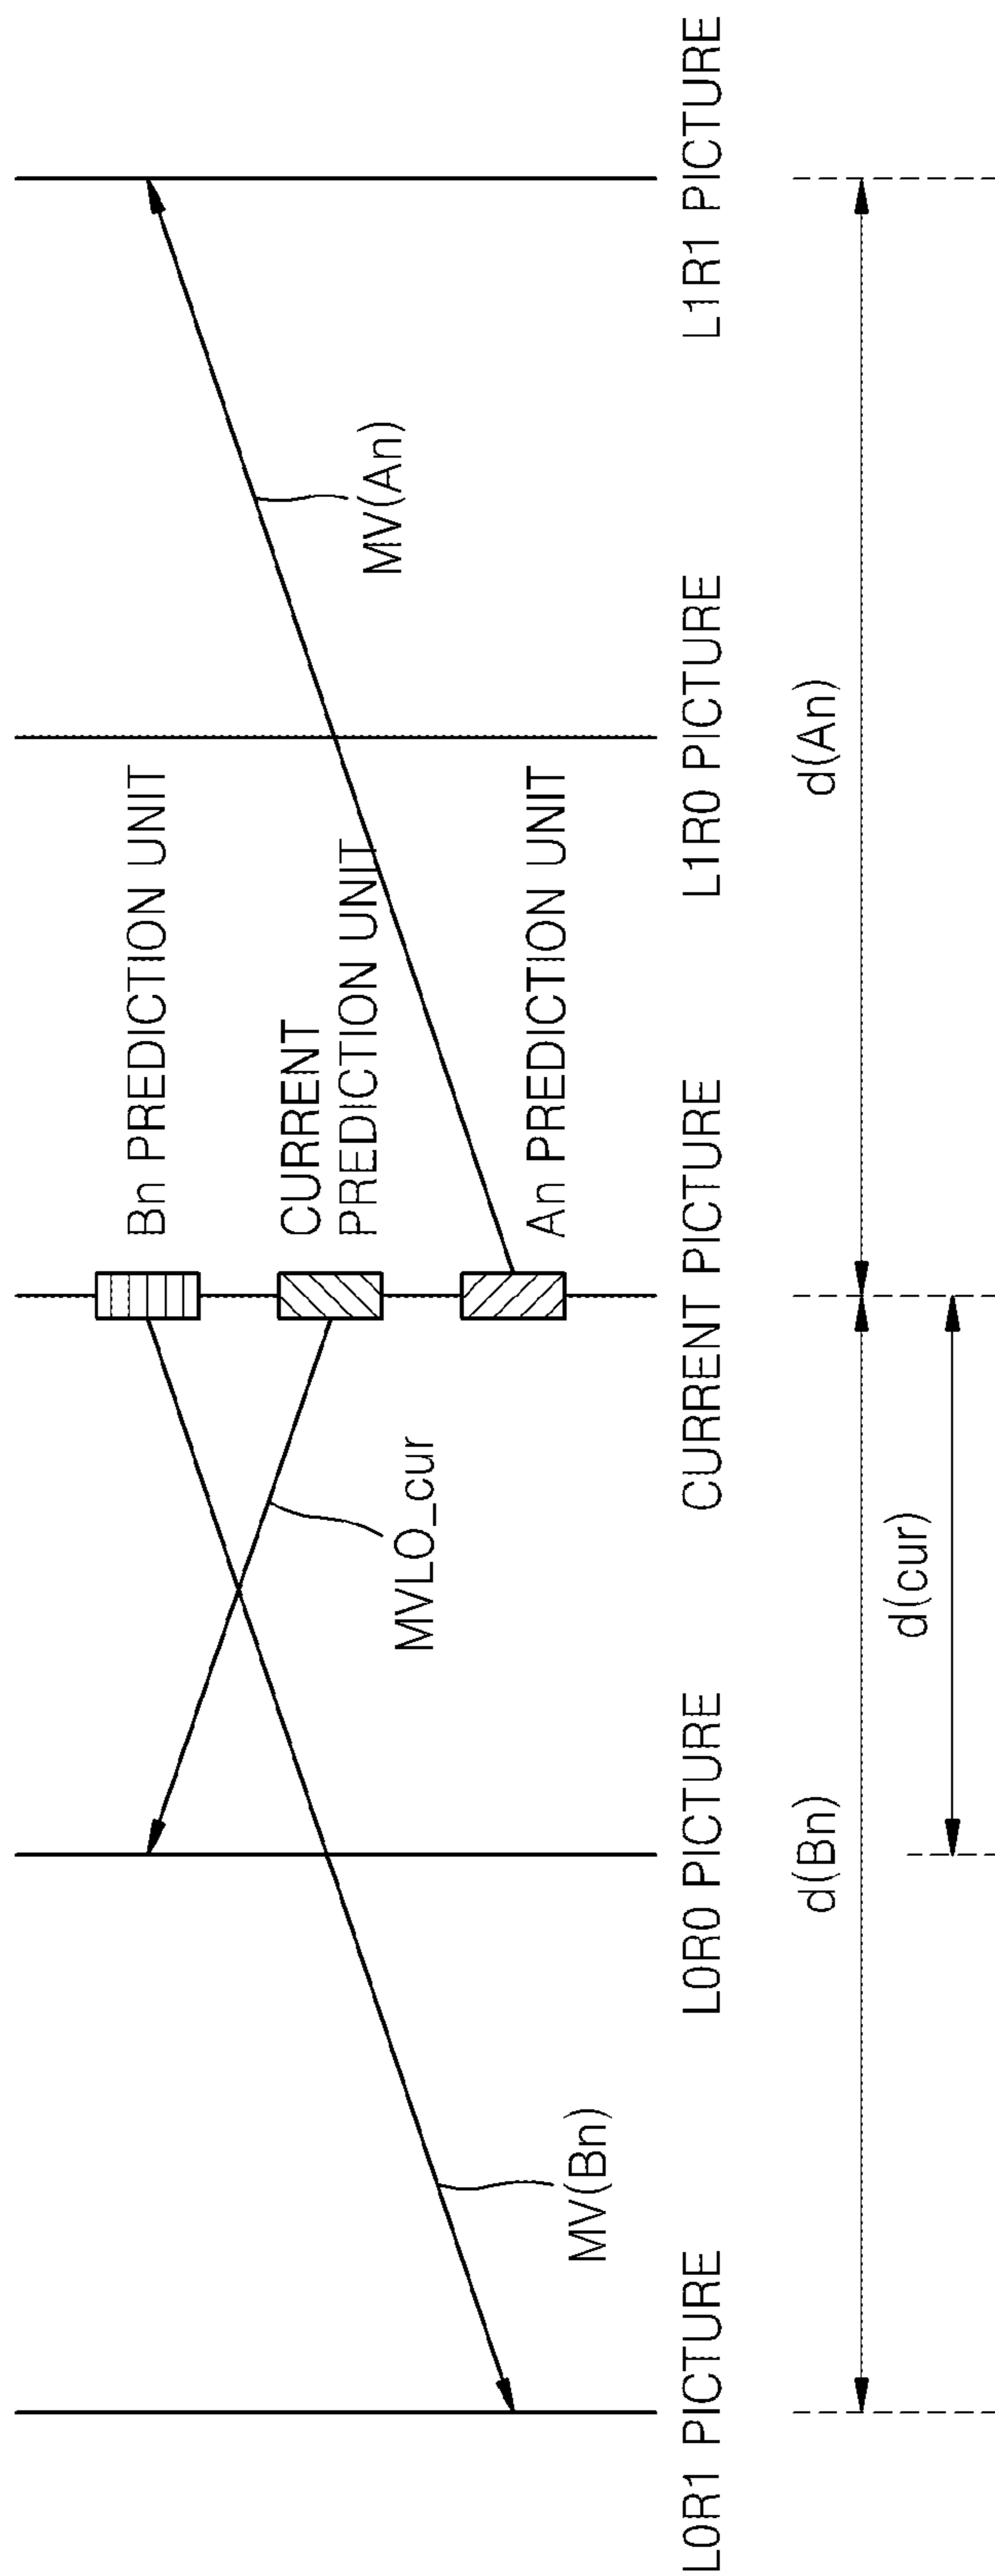 Bn PREDICTION UNIT
CURRENT
PREDICTION UNIT
MV(An)
MVL0_cur
An PREDICTION UNIT
MV(Bn)
L0R1 PICTURE
L0R0 PICTURE
CURRENT PICTURE
L1R0 PICTURE
L1R1 PICTURE
d(Bn)
d(An)
d(cur)